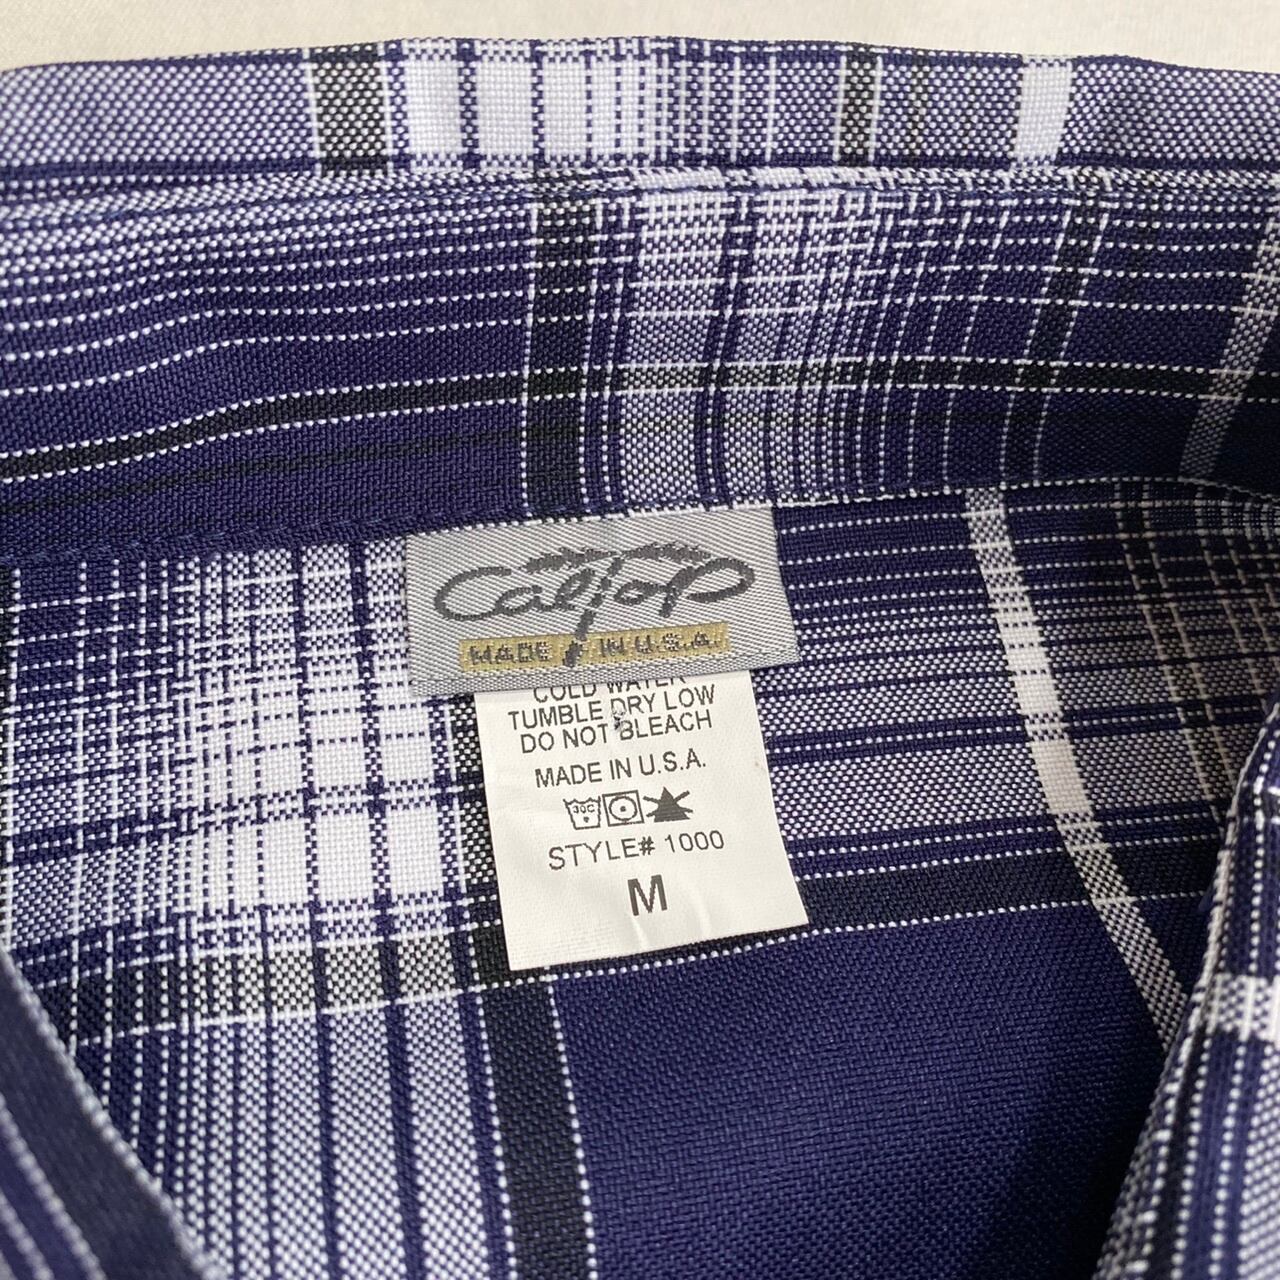 CalTop
MADE IN U.S.A.
COLD WATER
TUMBLE DRY LOW
DO NOT BLEACH
MADE IN U.S.A.
30C
STYLE# 1000
M